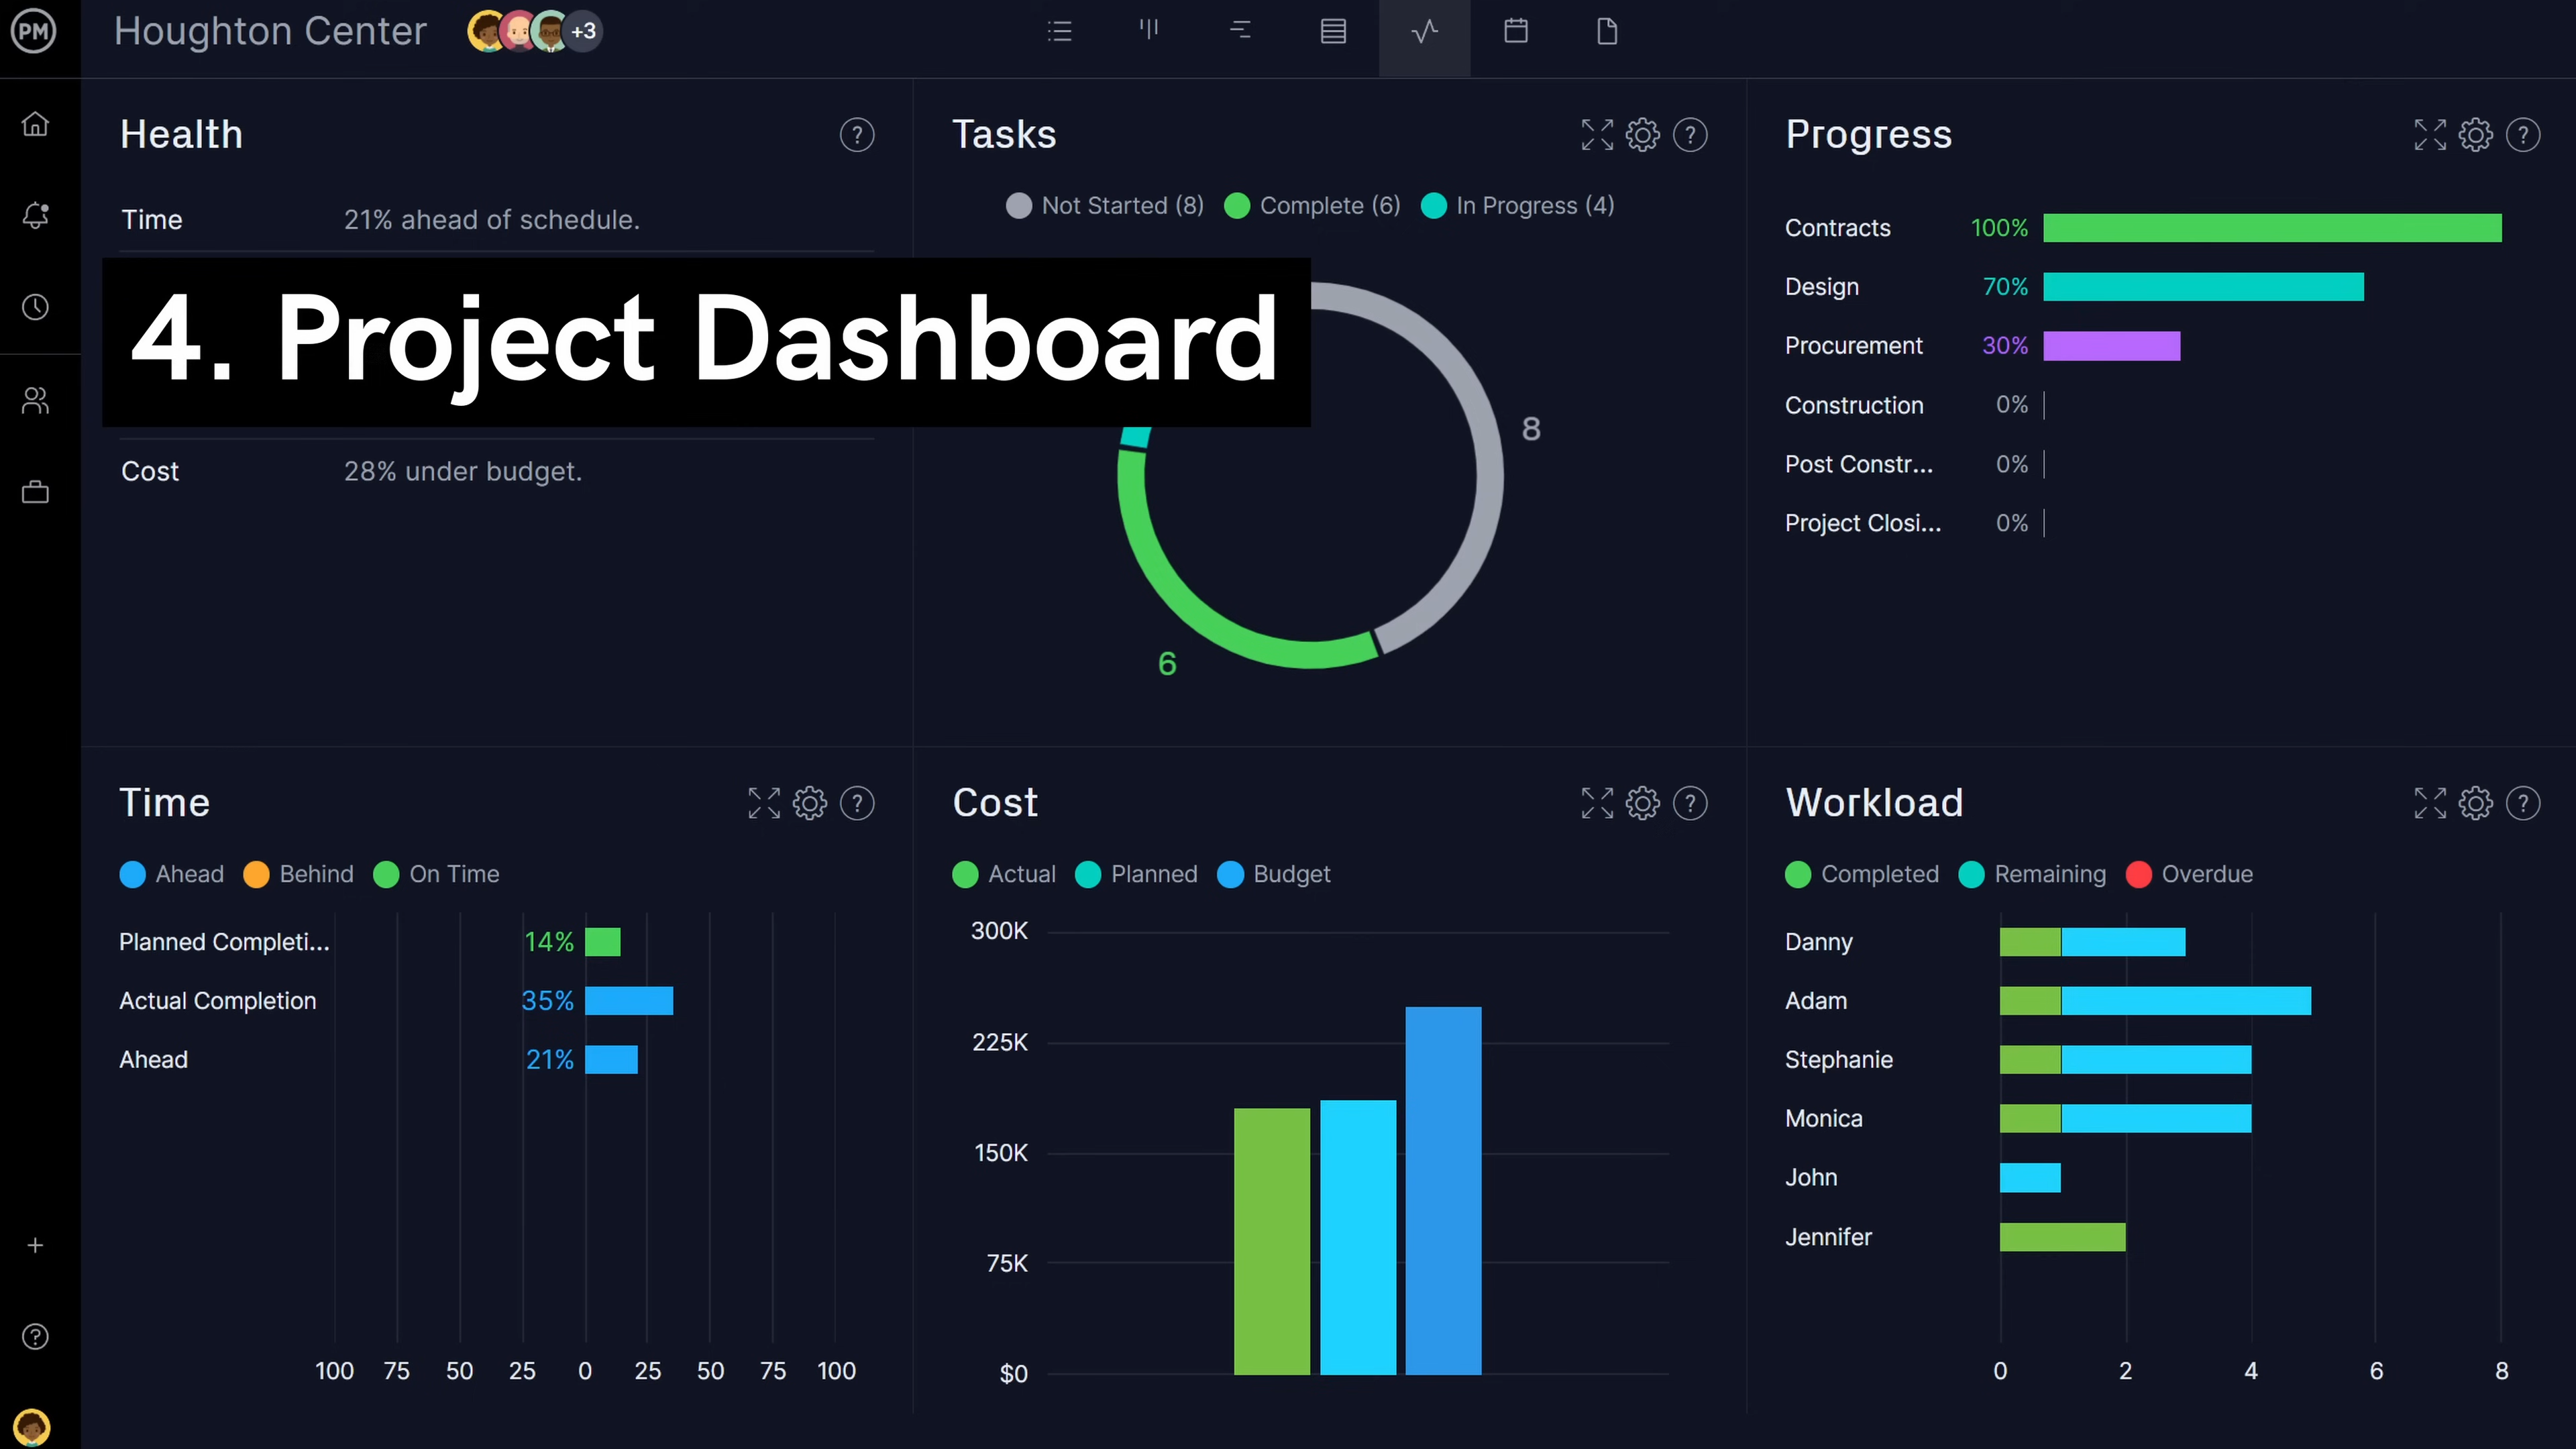 PM
Houghton Center
+3
Health
Time 21% ahead of schedule.
4. Project Dashboard
Cost 28% under budget.
Tasks
Not Started (8) Complete (6) In Progress (4)
8
6
Progress
Contracts 100%
Design 70%
Procurement 30%
Construction 0%
Post Constr... 0%
Project Closi... 0%
Time
Ahead Behind On Time
Planned Completi... 14%
Actual Completion 35%
Ahead 21%
100 75 50 25 0 25 50 75 100
Cost
Actual Planned Budget
300K
225K
150K
75K
$0
Workload
Completed Remaining Overdue
Danny
Adam
Stephanie
Monica
John
Jennifer
0 2 4 6 8